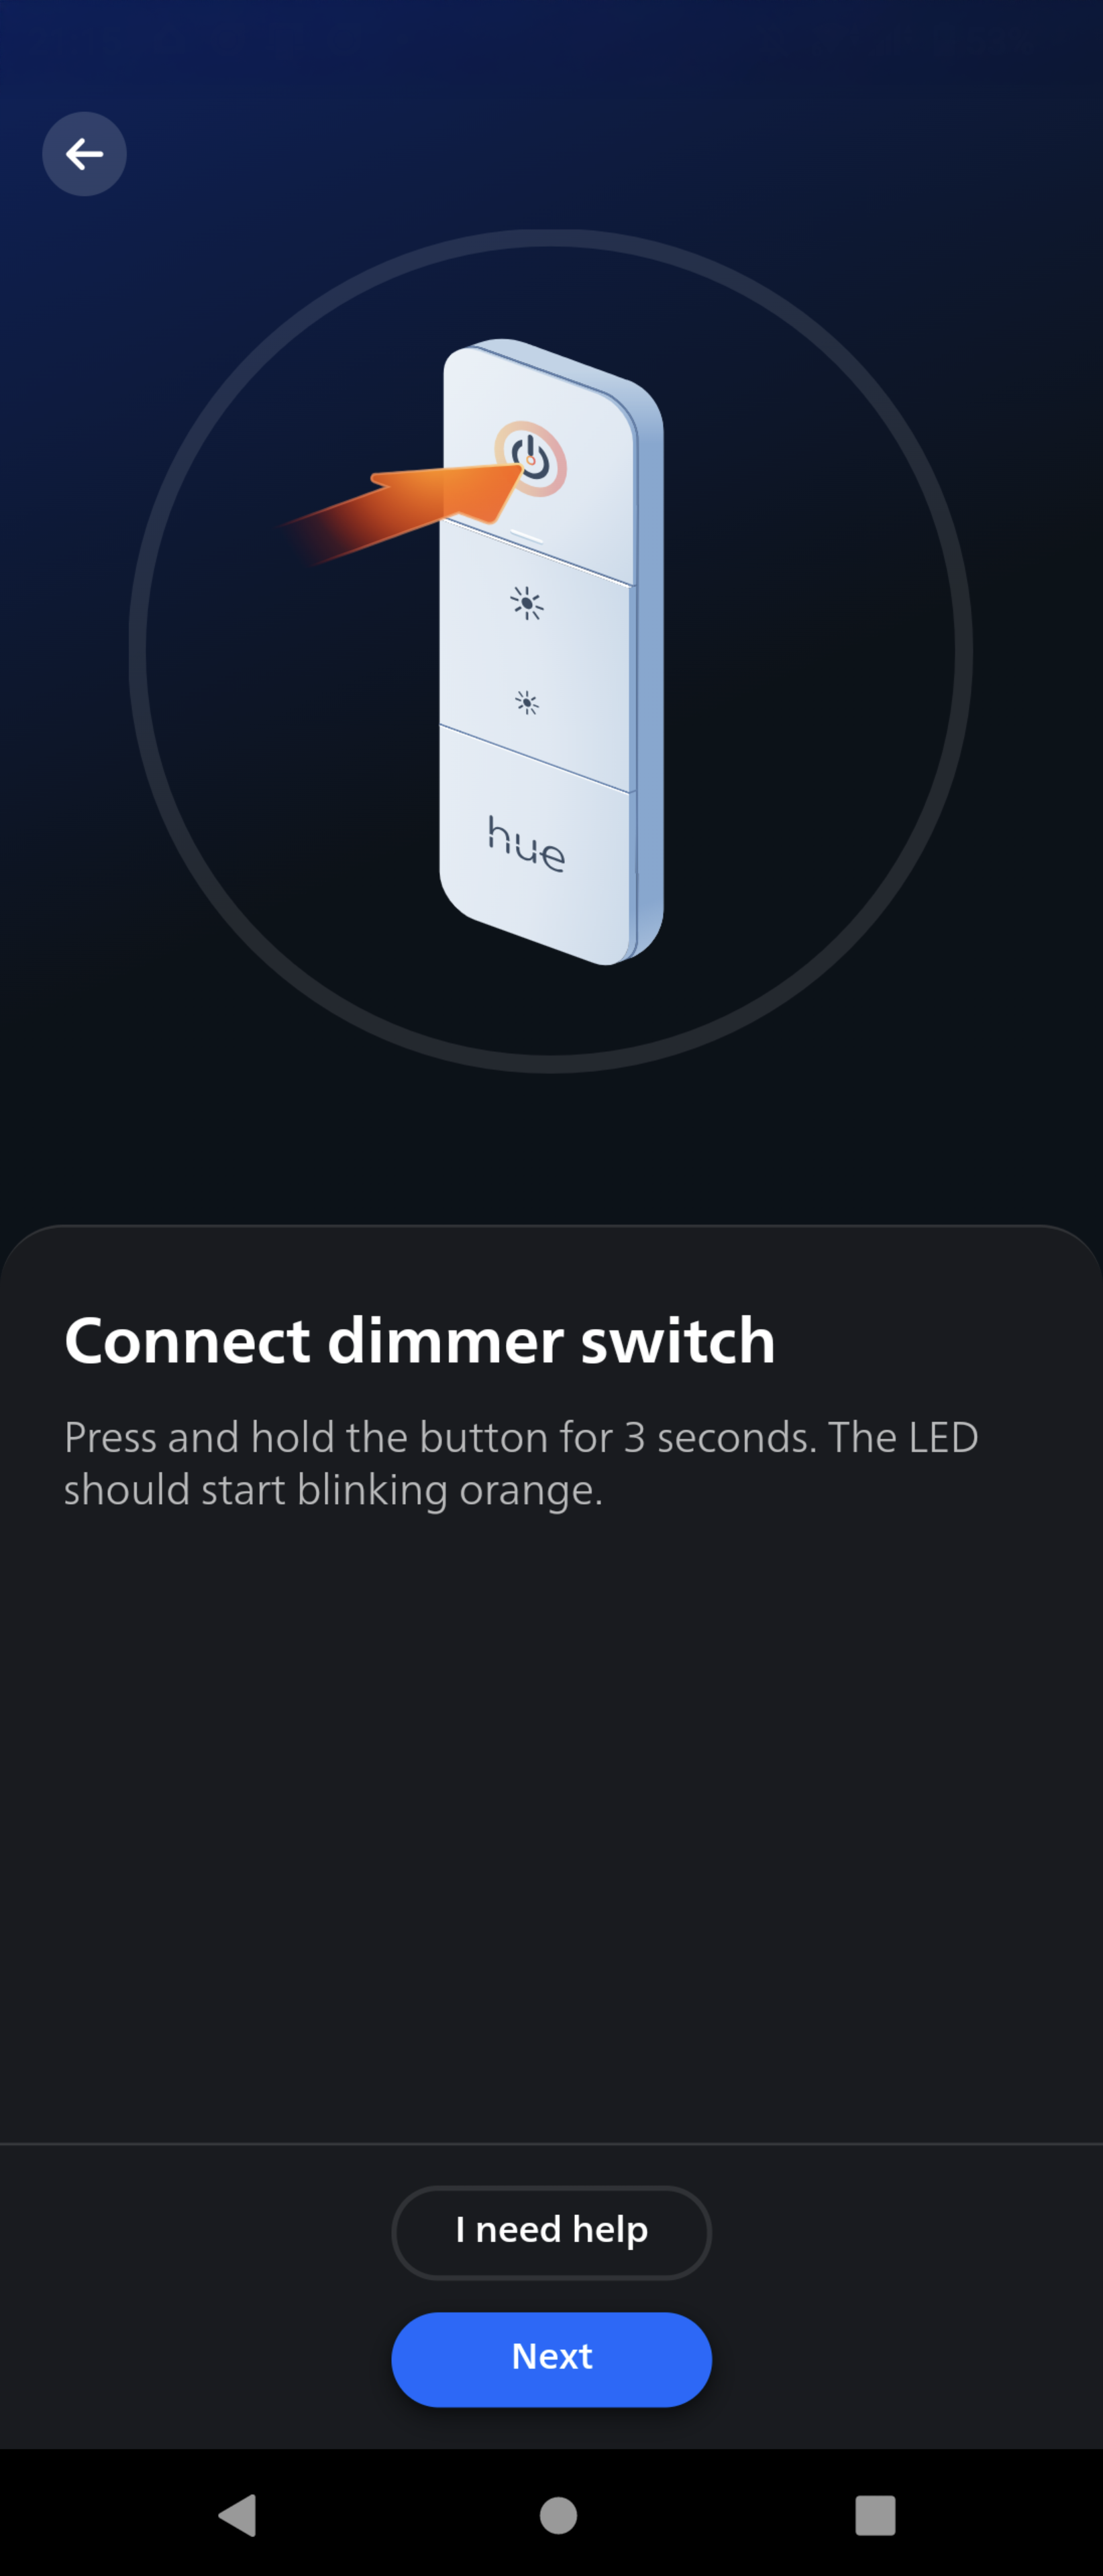 hue
Connect dimmer switch
Press and hold the button for 3 seconds. The LED
should start blinking orange.
I need help
Next